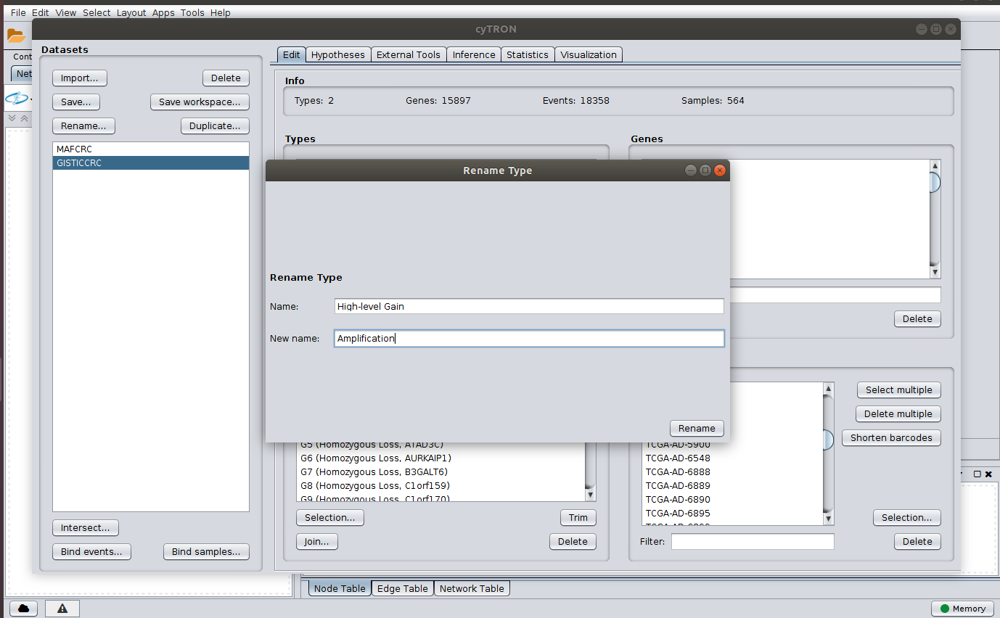 File Edit View Select Layout Apps Tools Help
cyTRON
Cont
Net
Datasets
Import...
Delete
Save...
Save workspace...
Rename...
Duplicate...
MAFCRC
GISTICCRC
Intersect...
Bind events...
Bind samples...
Edit Hypotheses External Tools Inference Statistics Visualization
Info
Types: 2 Genes: 15897 Events: 18358 Samples: 564
Types
Genes
Delete
Rename Type
Rename Type
Name: High-level Gain
New name: Amplification
Rename
G5 (Homozygous Loss, ATAD3C)
G6 (Homozygous Loss, AURKAIP1)
G7 (Homozygous Loss, B3GALT6)
G8 (Homozygous Loss, C1orf159)
G9 (Homozygous Loss, C1orf170)
Selection...
Trim
Join...
Delete
TCGA-AD-5900
TCGA-AD-6548
TCGA-AD-6888
TCGA-AD-6889
TCGA-AD-6890
TCGA-AD-6895
Select multiple
Delete multiple
Shorten barcodes
Selection...
Filter:
Delete
Node Table Edge Table Network Table
Memory